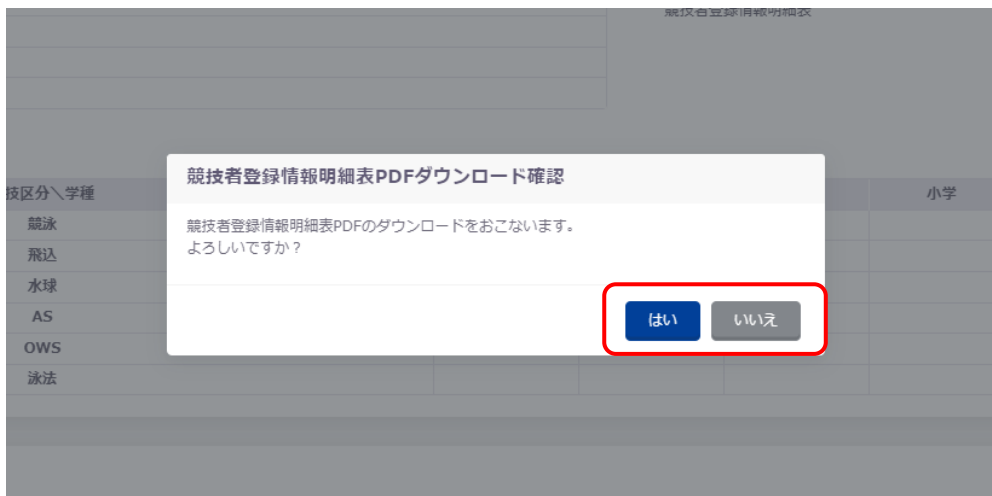 競技者登録情報明細表
競技者登録情報明細表PDFダウンロード確認
競技者登録情報明細表PDFのダウンロードをおこないます。
よろしいですか？
はい
いいえ
技区分＼学種
小学
競泳
飛込
水球
AS
OWS
泳法